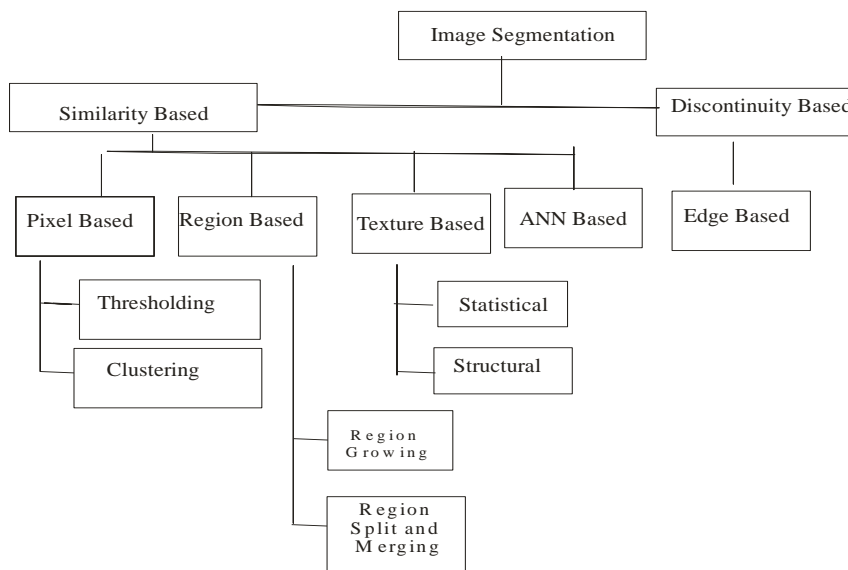 Image Segmentation
Similarity Based
Discontinuity Based
Pixel Based
Region Based
Texture Based
ANN Based
Edge Based
Thresholding
Clustering
Statistical
Structural
Region
Growing
Region
Split and
Merging